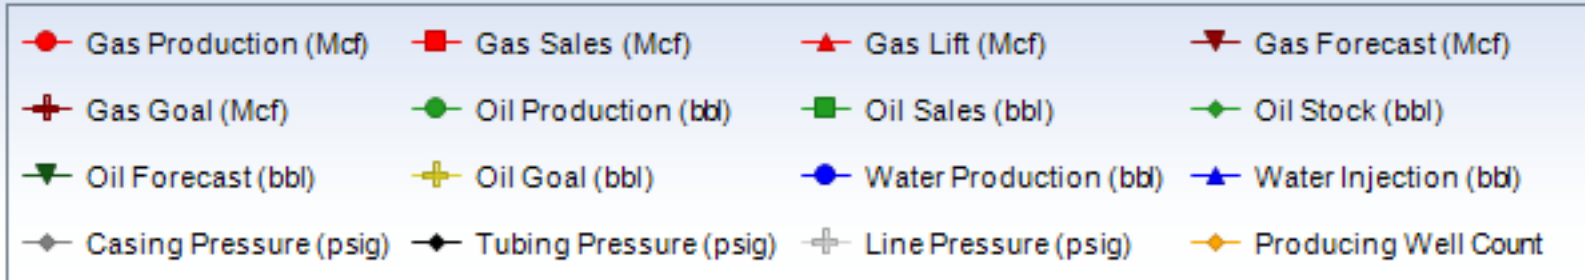 Gas Production (Mcf) Gas Sales (Mcf) Gas Lift (Mcf) Gas Forecast (Mcf)
Gas Goal (Mcf) Oil Production (bbl) Oil Sales (bbl) Oil Stock (bbl)
Oil Forecast (bbl) Oil Goal (bbl) Water Production (bbl) Water Injection (bbl)
Casing Pressure (psig) Tubing Pressure (psig) Line Pressure (psig) Producing Well Count